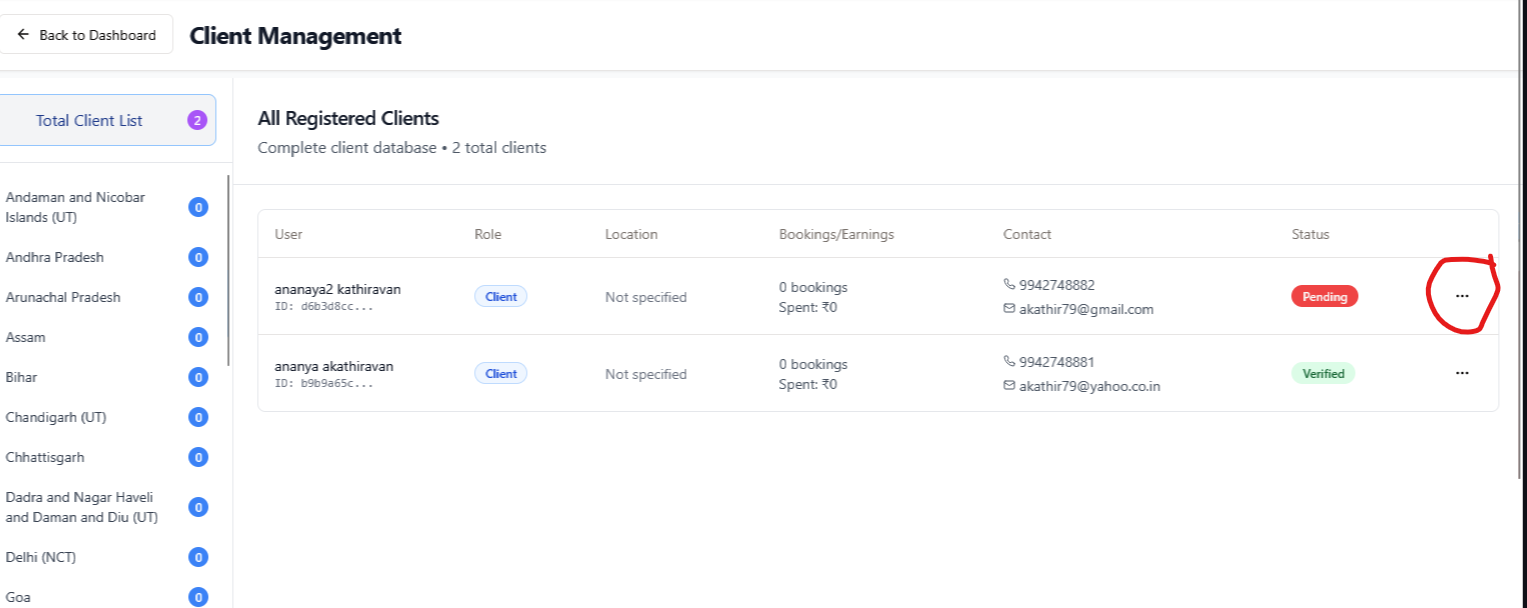 Back to Dashboard
Client Management
Total Client List 2
Andaman and Nicobar
Islands (UT) 0
Andhra Pradesh 0
Arunachal Pradesh 0
Assam 0
Bihar 0
Chandigarh (UT) 0
Chhattisgarh 0
Dadra and Nagar Haveli
and Daman and Diu (UT) 0
Delhi (NCT) 0
Goa 0
All Registered Clients
Complete client database • 2 total clients
User Role Location Bookings/Earnings Contact Status
ananaya2 kathiravan
ID: d6b3d8cc...
Client
Not specified
0 bookings
Spent: ₹0
9942748882
akathir79@gmail.com
Pending
...
ananya akathiravan
ID: b9b9a65c...
Client
Not specified
0 bookings
Spent: ₹0
9942748881
akathir79@yahoo.co.in
Verified
...